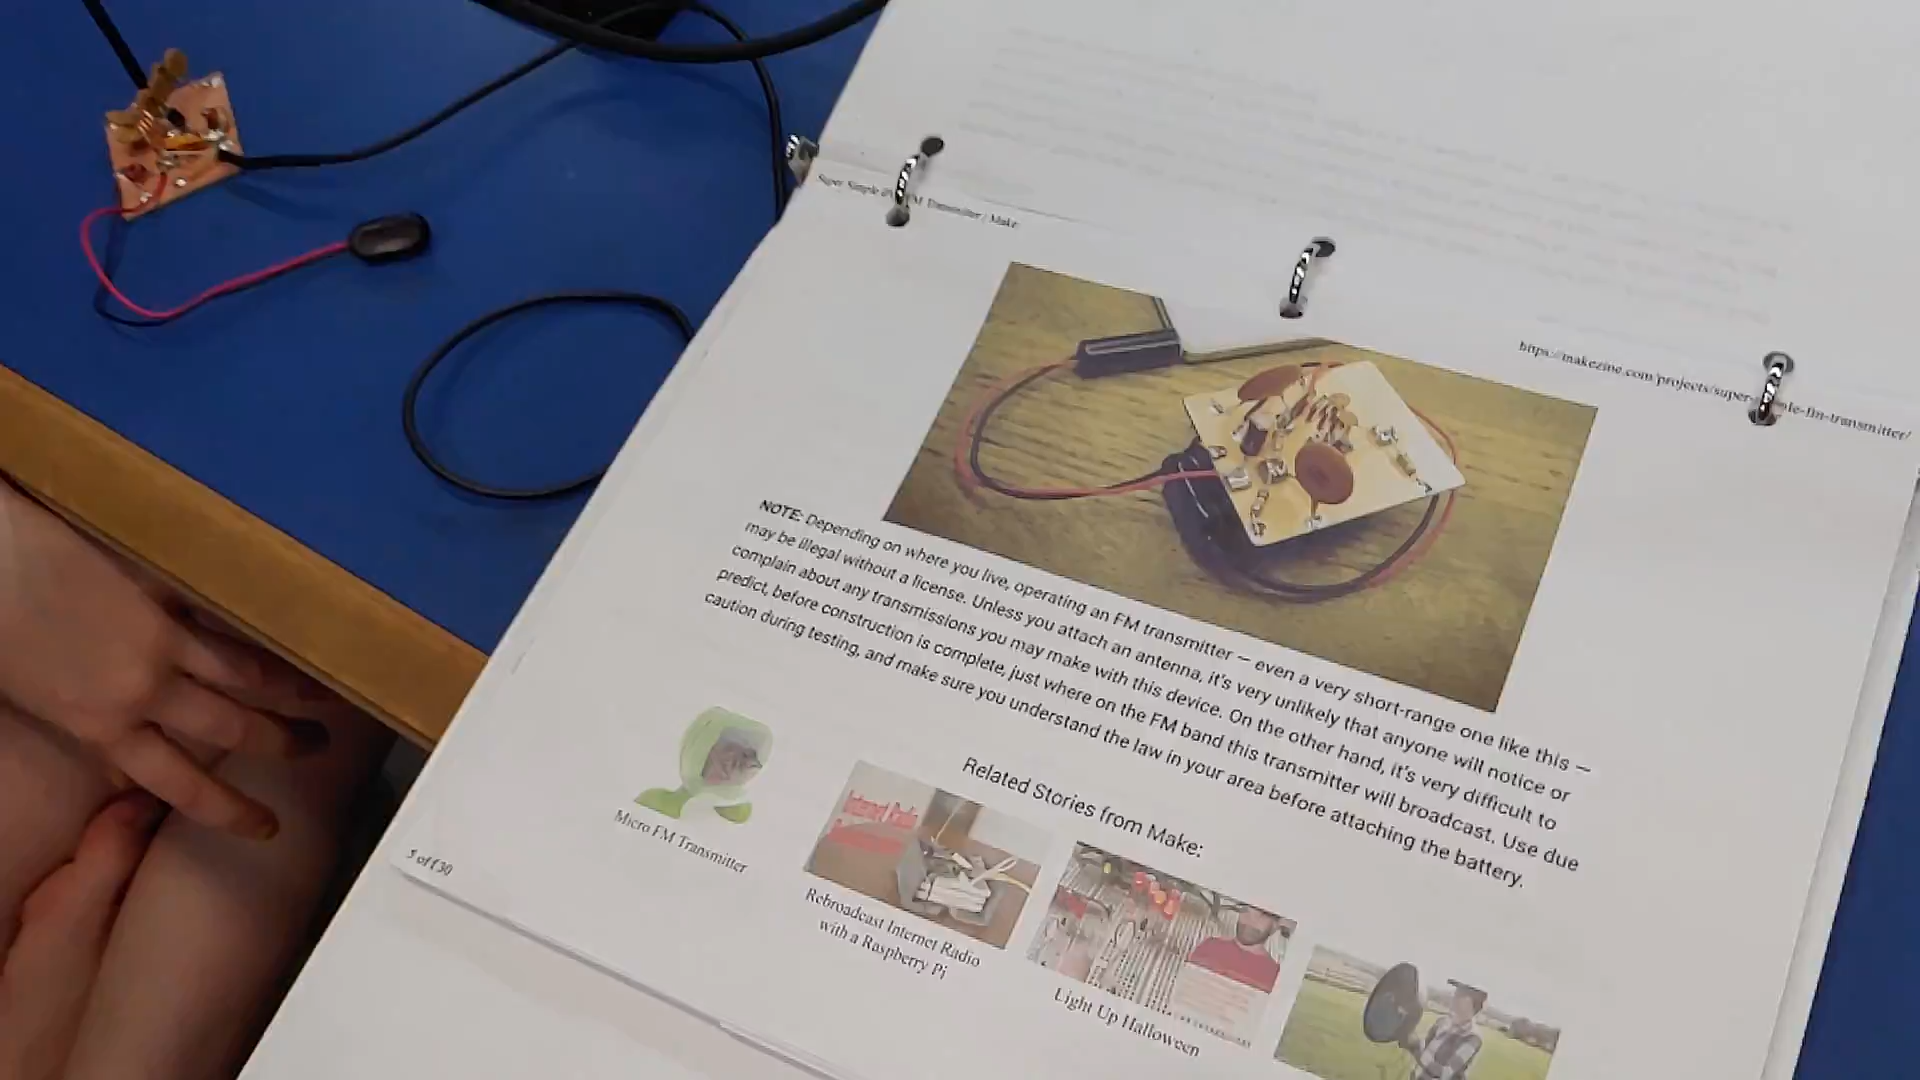 Super Simple FM Transmitter | Make
https://makezine.com/projects/super-simple-fm-transmitter/
NOTE: Depending on where you live, operating an FM transmitter — even a very short-range one like this —
may be illegal without a license. Unless you attach an antenna, it's very unlikely that anyone will notice or
complain about any transmissions you may make with this device. On the other hand, it's very difficult to
predict, before construction is complete, just where on the FM band this transmitter will broadcast. Use due
caution during testing, and make sure you understand the law in your area before attaching the battery.
Related Stories from Make:
Micro FM Transmitter
Internet Radio
Rebroadcast Internet Radio
with a Raspberry Pi
Light Up Halloween
5 of 30